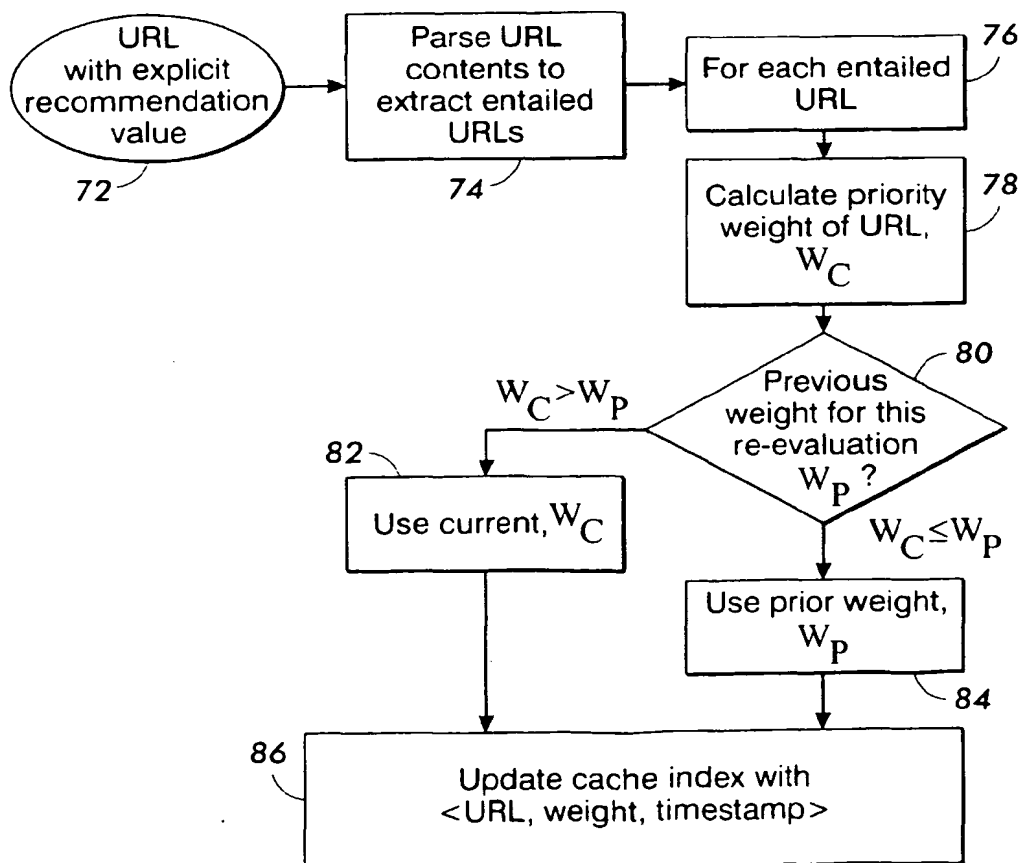 URL
with explicit
recommendation
value
72
Parse URL
contents to
extract entailed
URLs
74
For each entailed
URL
76
Calculate priority
weight of URL,
W_C
78
Previous
weight for this
re-evaluation
W_P ?
80
W_C>W_P
W_C≤W_P
82
Use current, W_C
Use prior weight,
W_P
84
86
Update cache index with
<URL, weight, timestamp>